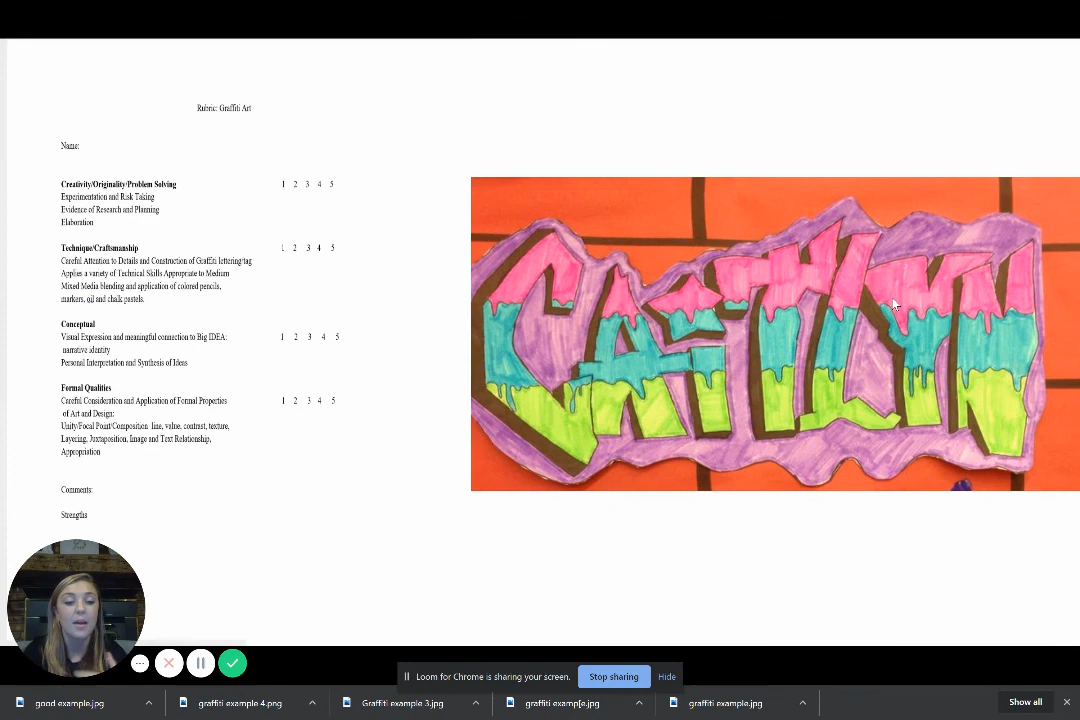 Rubric: Graffiti Art
Name:
Creativity/Originality/Problem Solving 1 2 3 4 5
Experimentation and Risk Taking
Evidence of Research and Planning
Elaboration
Technique/Craftsmanship 1 2 3 4 5
Careful Attention to Details and Construction of Graffiti lettering/tag
Applies a variety of Technical Skills Appropriate to Medium
Mixed Media blending and application of colored pencils,
markers, oil and chalk pastels.
Conceptual
Visual Expression and meaningful connection to Big IDEA: 1 2 3 4 5
narrative identity
Personal Interpretation and Synthesis of Ideas
Formal Qualities
Careful Consideration and Application of Formal Properties 1 2 3 4 5
of Art and Design:
Unity/Focal Point/Composition line, value, contrast, texture,
Layering, Juxtaposition, Image and Text Relationship,
Appropriation
Comments:
Strengths
CAITLYN
Loom for Chrome is sharing your screen. Stop sharing Hide
good example.jpg graffiti example 4.png Graffiti example 3.jpg graffiti examp[e.jpg graffiti example.jpg Show all